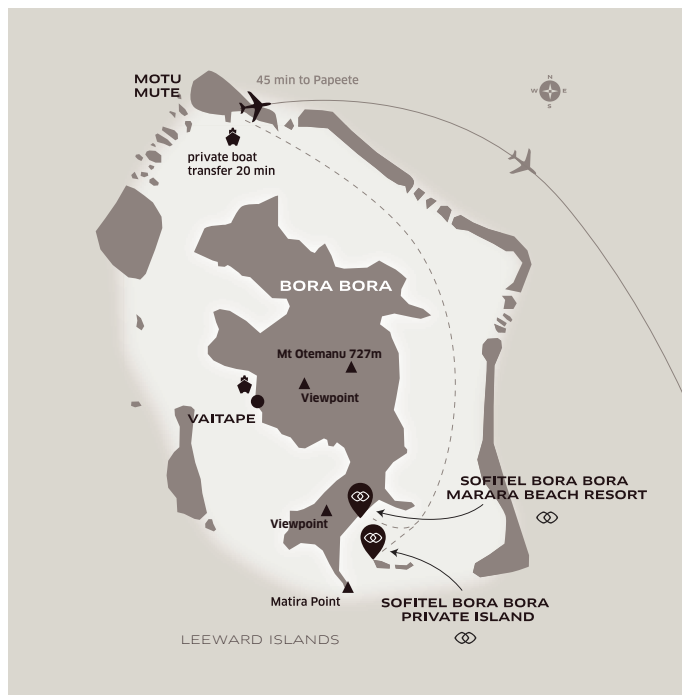 MOTU
MUTE
45 min to Papeete
N
W E
S
private boat
transfer 20 min
BORA BORA
Mt Otemanu 727m
Viewpoint
VAITAPE
SOFITEL BORA BORA
MARARA BEACH RESORT
Viewpoint
Matira Point
SOFITEL BORA BORA
PRIVATE ISLAND
LEEWARD ISLANDS